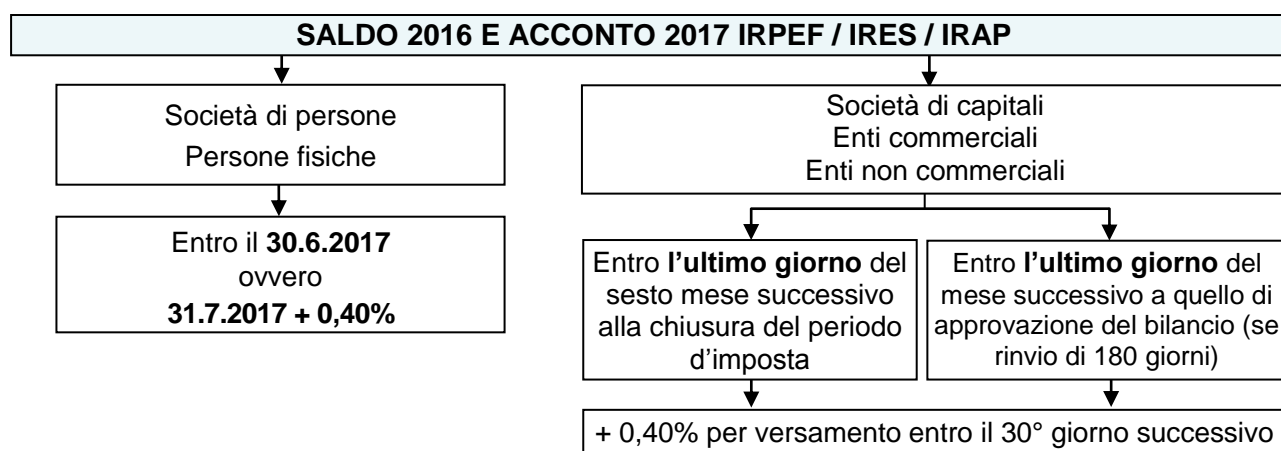 SALDO 2016 E ACCONTO 2017 IRPEF / IRES / IRAP
Società di persone
Persone fisiche
Entro il 30.6.2017
ovvero
31.7.2017 + 0,40%
Società di capitali
Enti commerciali
Enti non commerciali
Entro l'ultimo giorno del
sesto mese successivo
alla chiusura del periodo
d'imposta
Entro l'ultimo giorno del
mese successivo a quello di
approvazione del bilancio (se
rinvio di 180 giorni)
+ 0,40% per versamento entro il 30° giorno successivo